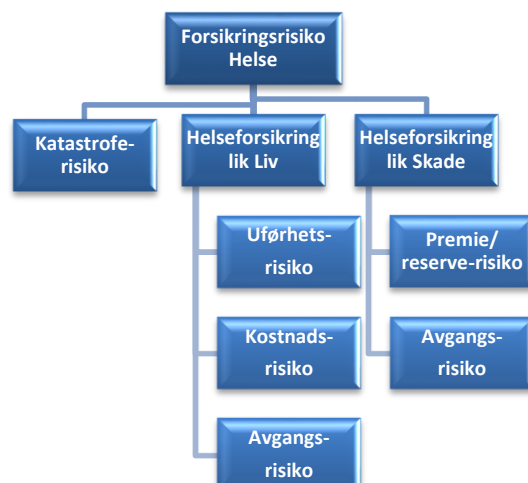 Forsikringsrisiko
Helse
Katastrofe-
risiko
Helseforsikring
lik Liv
Helseforsikring
lik Skade
Uførhets-
risiko
Premie/
reserve-risiko
Kostnads-
risiko
Avgangs-
risiko
Avgangs-
risiko